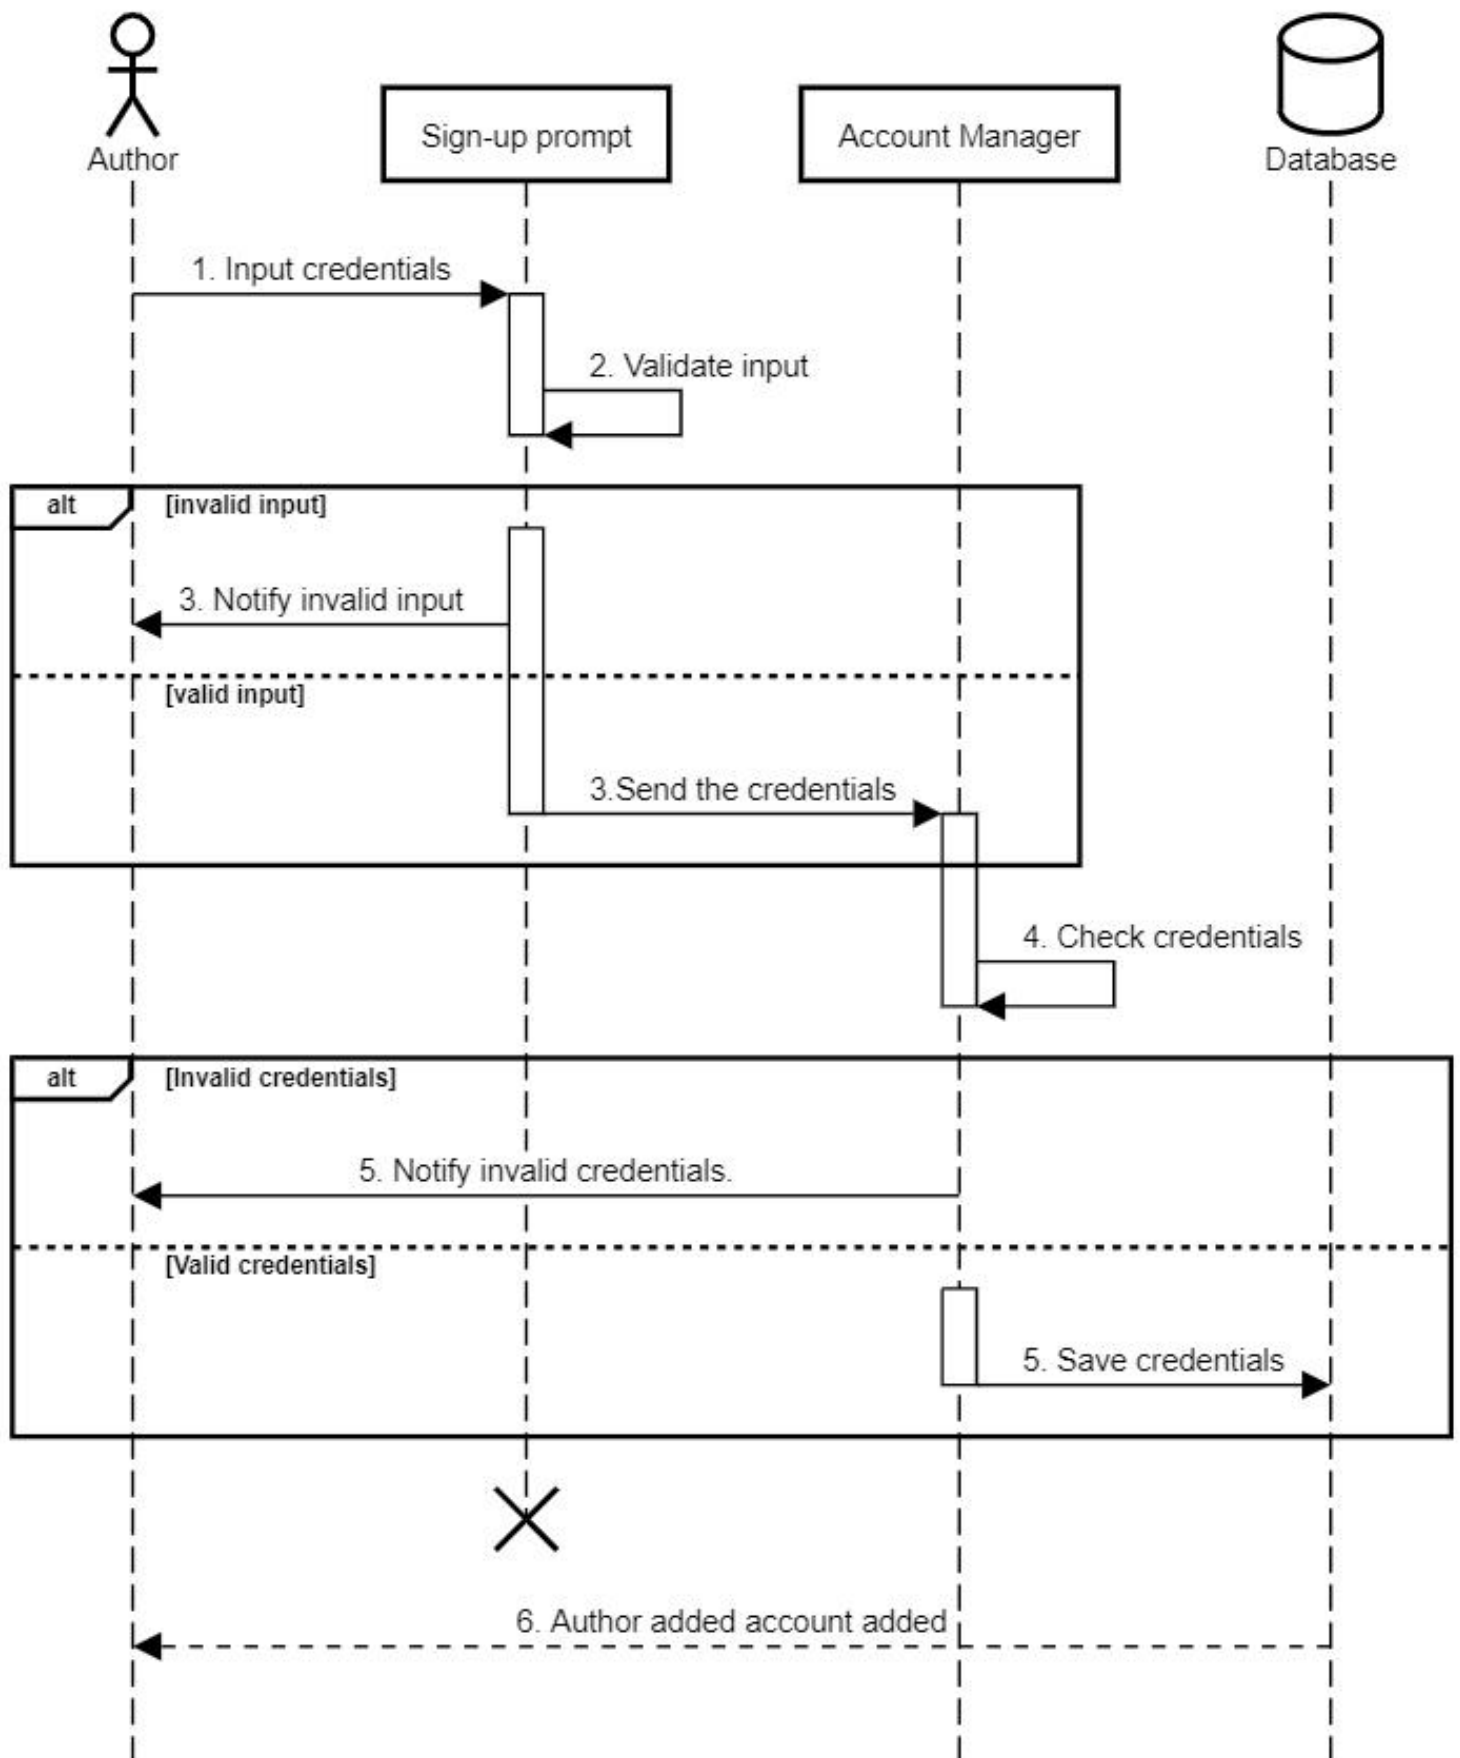 Author
Sign-up prompt
Account Manager
Database
1. Input credentials
2. Validate input
alt
[invalid input]
3. Notify invalid input
[valid input]
3.Send the credentials
4. Check credentials
alt
[Invalid credentials]
5. Notify invalid credentials.
[Valid credentials]
5. Save credentials
6. Author added account added